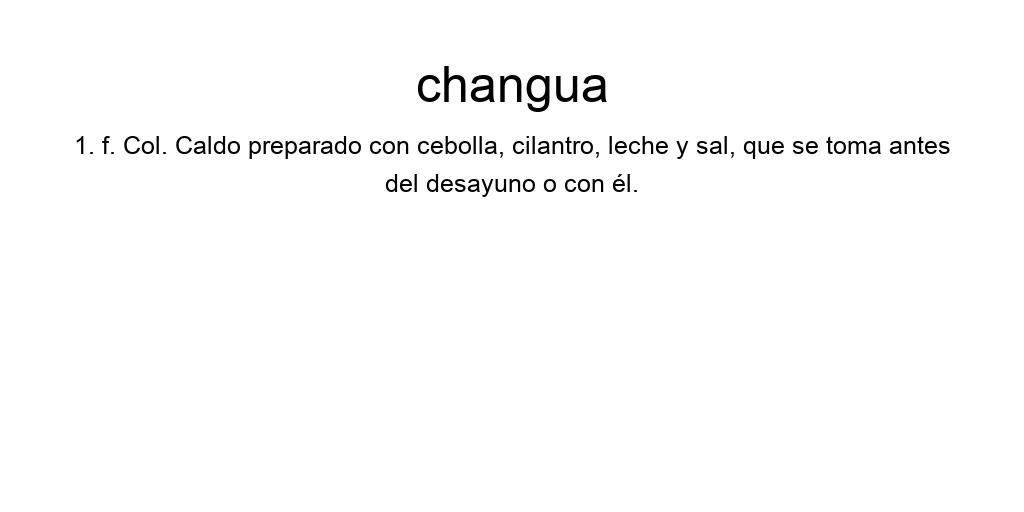 changua
1. f. Col. Caldo preparado con cebolla, cilantro, leche y sal, que se toma antes
del desayuno o con él.